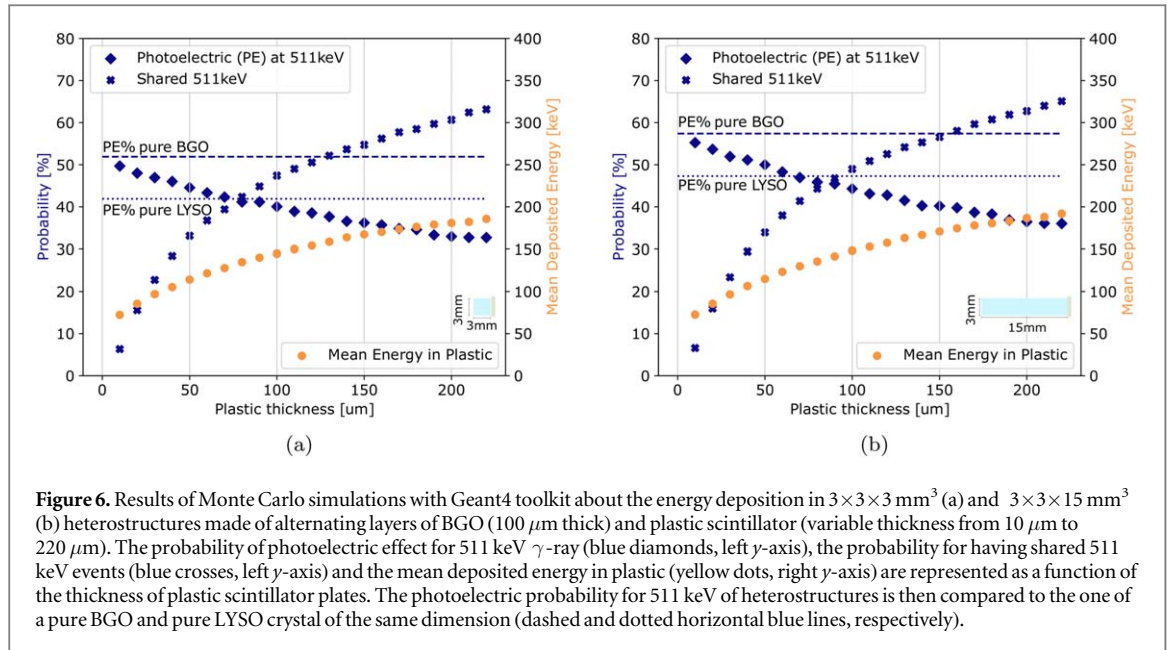 80
70
60
50
40
30
20
10
0
Probability [%]
Photoelectric (PE) at 511keV
Shared 511keV
PE% pure BGO
PE% pure LYSO
3mm
3mm
Mean Energy in Plastic
400
350
300
250
200
150
100
50
0
Mean Deposited Energy [keV]
0 50 100 150 200
Plastic thickness [um]
(a)
80
70
60
50
40
30
20
10
0
Probability [%]
Photoelectric (PE) at 511keV
Shared 511keV
PE% pure BGO
PE% pure LYSO
3mm
15mm
Mean Energy in Plastic
400
350
300
250
200
150
100
50
0
Mean Deposited Energy [keV]
0 50 100 150 200
Plastic thickness [um]
(b)
Figure 6. Results of Monte Carlo simulations with Geant4 toolkit about the energy deposition in 3×3×3 mm³ (a) and 3×3×15 mm³
(b) heterostructures made of alternating layers of BGO (100 μm thick) and plastic scintillator (variable thickness from 10 μm to
220 μm). The probability of photoelectric effect for 511 keV γ-ray (blue diamonds, left y-axis), the probability for having shared 511
keV events (blue crosses, left y-axis) and the mean deposited energy in plastic (yellow dots, right y-axis) are represented as a function of
the thickness of plastic scintillator plates. The photoelectric probability for 511 keV of heterostructures is then compared to the one of
a pure BGO and pure LYSO crystal of the same dimension (dashed and dotted horizontal blue lines, respectively).